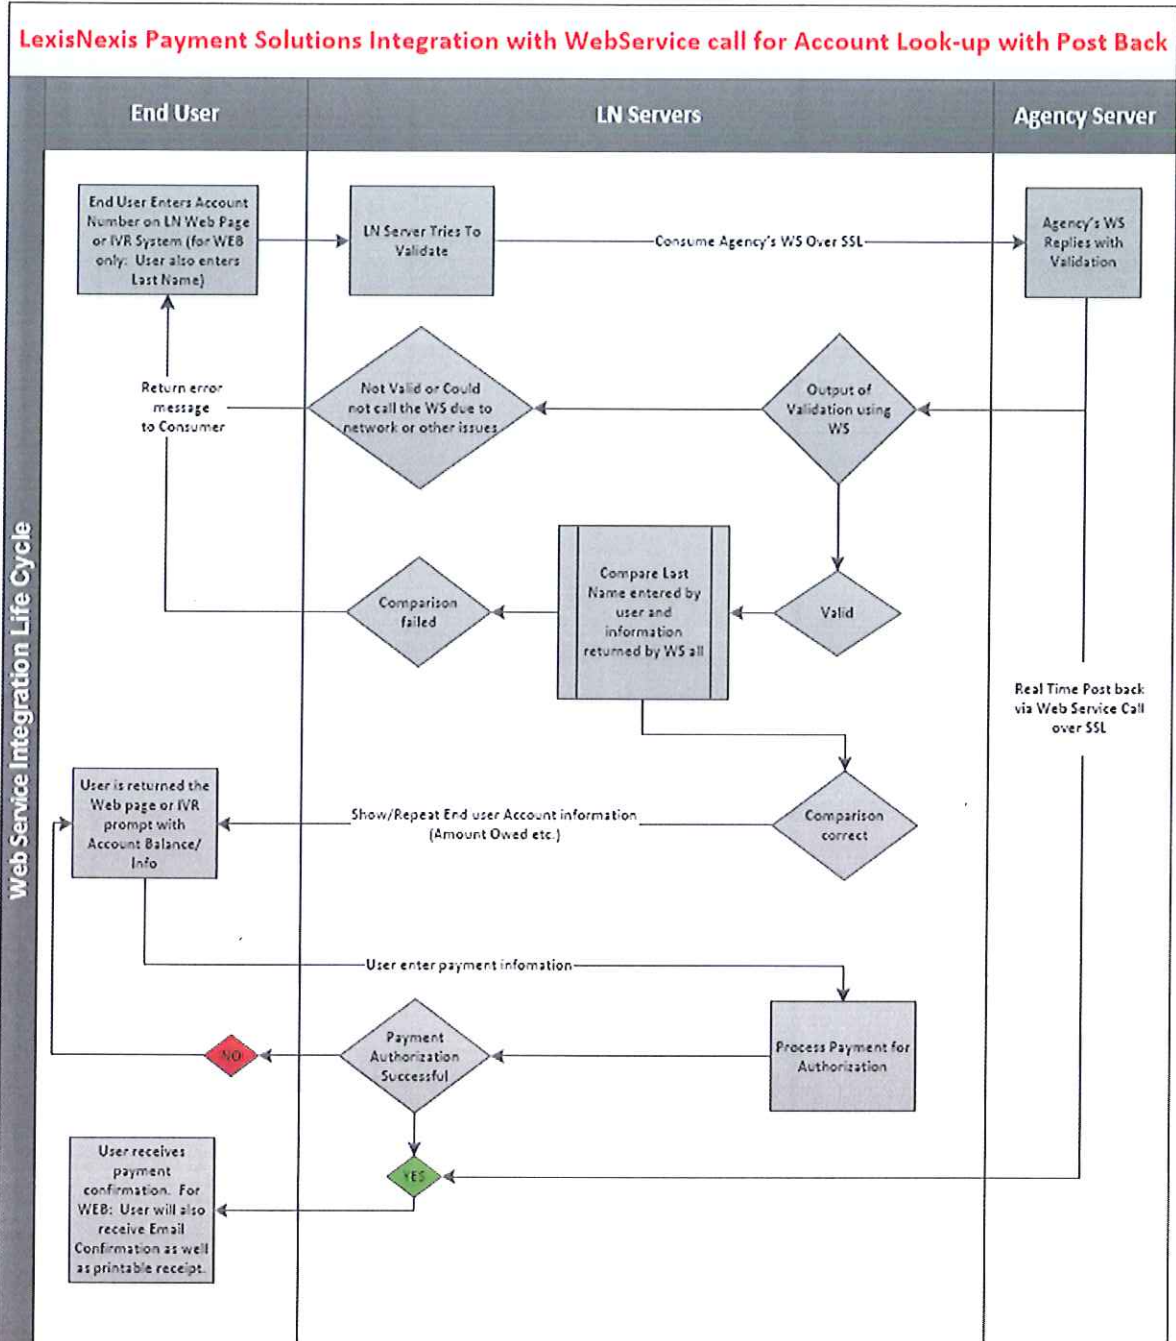 LexisNexis Payment Solutions Integration with WebService call for Account Look-up with Post Back
End User
LN Servers
Agency Server
Web Service Integration Life Cycle
End User Enters Account
Number on LN Web Page
or IVR System (for WEB
only: User also enters
Last Name)
LN Server Tries To
Validate
Consume Agency's WS Over SSL
Agency's WS
Replies with
Validation
Return error
message
to Consumer
Not Valid or Could
not call the WS due to
network or other issues
Output of
Validation using
WS
Comparison
failed
Compare Last
Name entered by
user and
information
returned by WS all
Valid
Real Time Post back
via Web Service Call
over SSL
User is returned the
Web page or IVR
prompt with
Account Balance/
Info
Show/Repeat End user Account information
(Amount Owed etc.)
Comparison
correct
User enter payment infomation
NO
Payment
Authorization
Successful
Process Payment for
Authorization
User receives
payment
confirmation. For
WEB: User will also
receive Email
Confirmation as well
as printable receipt.
YES